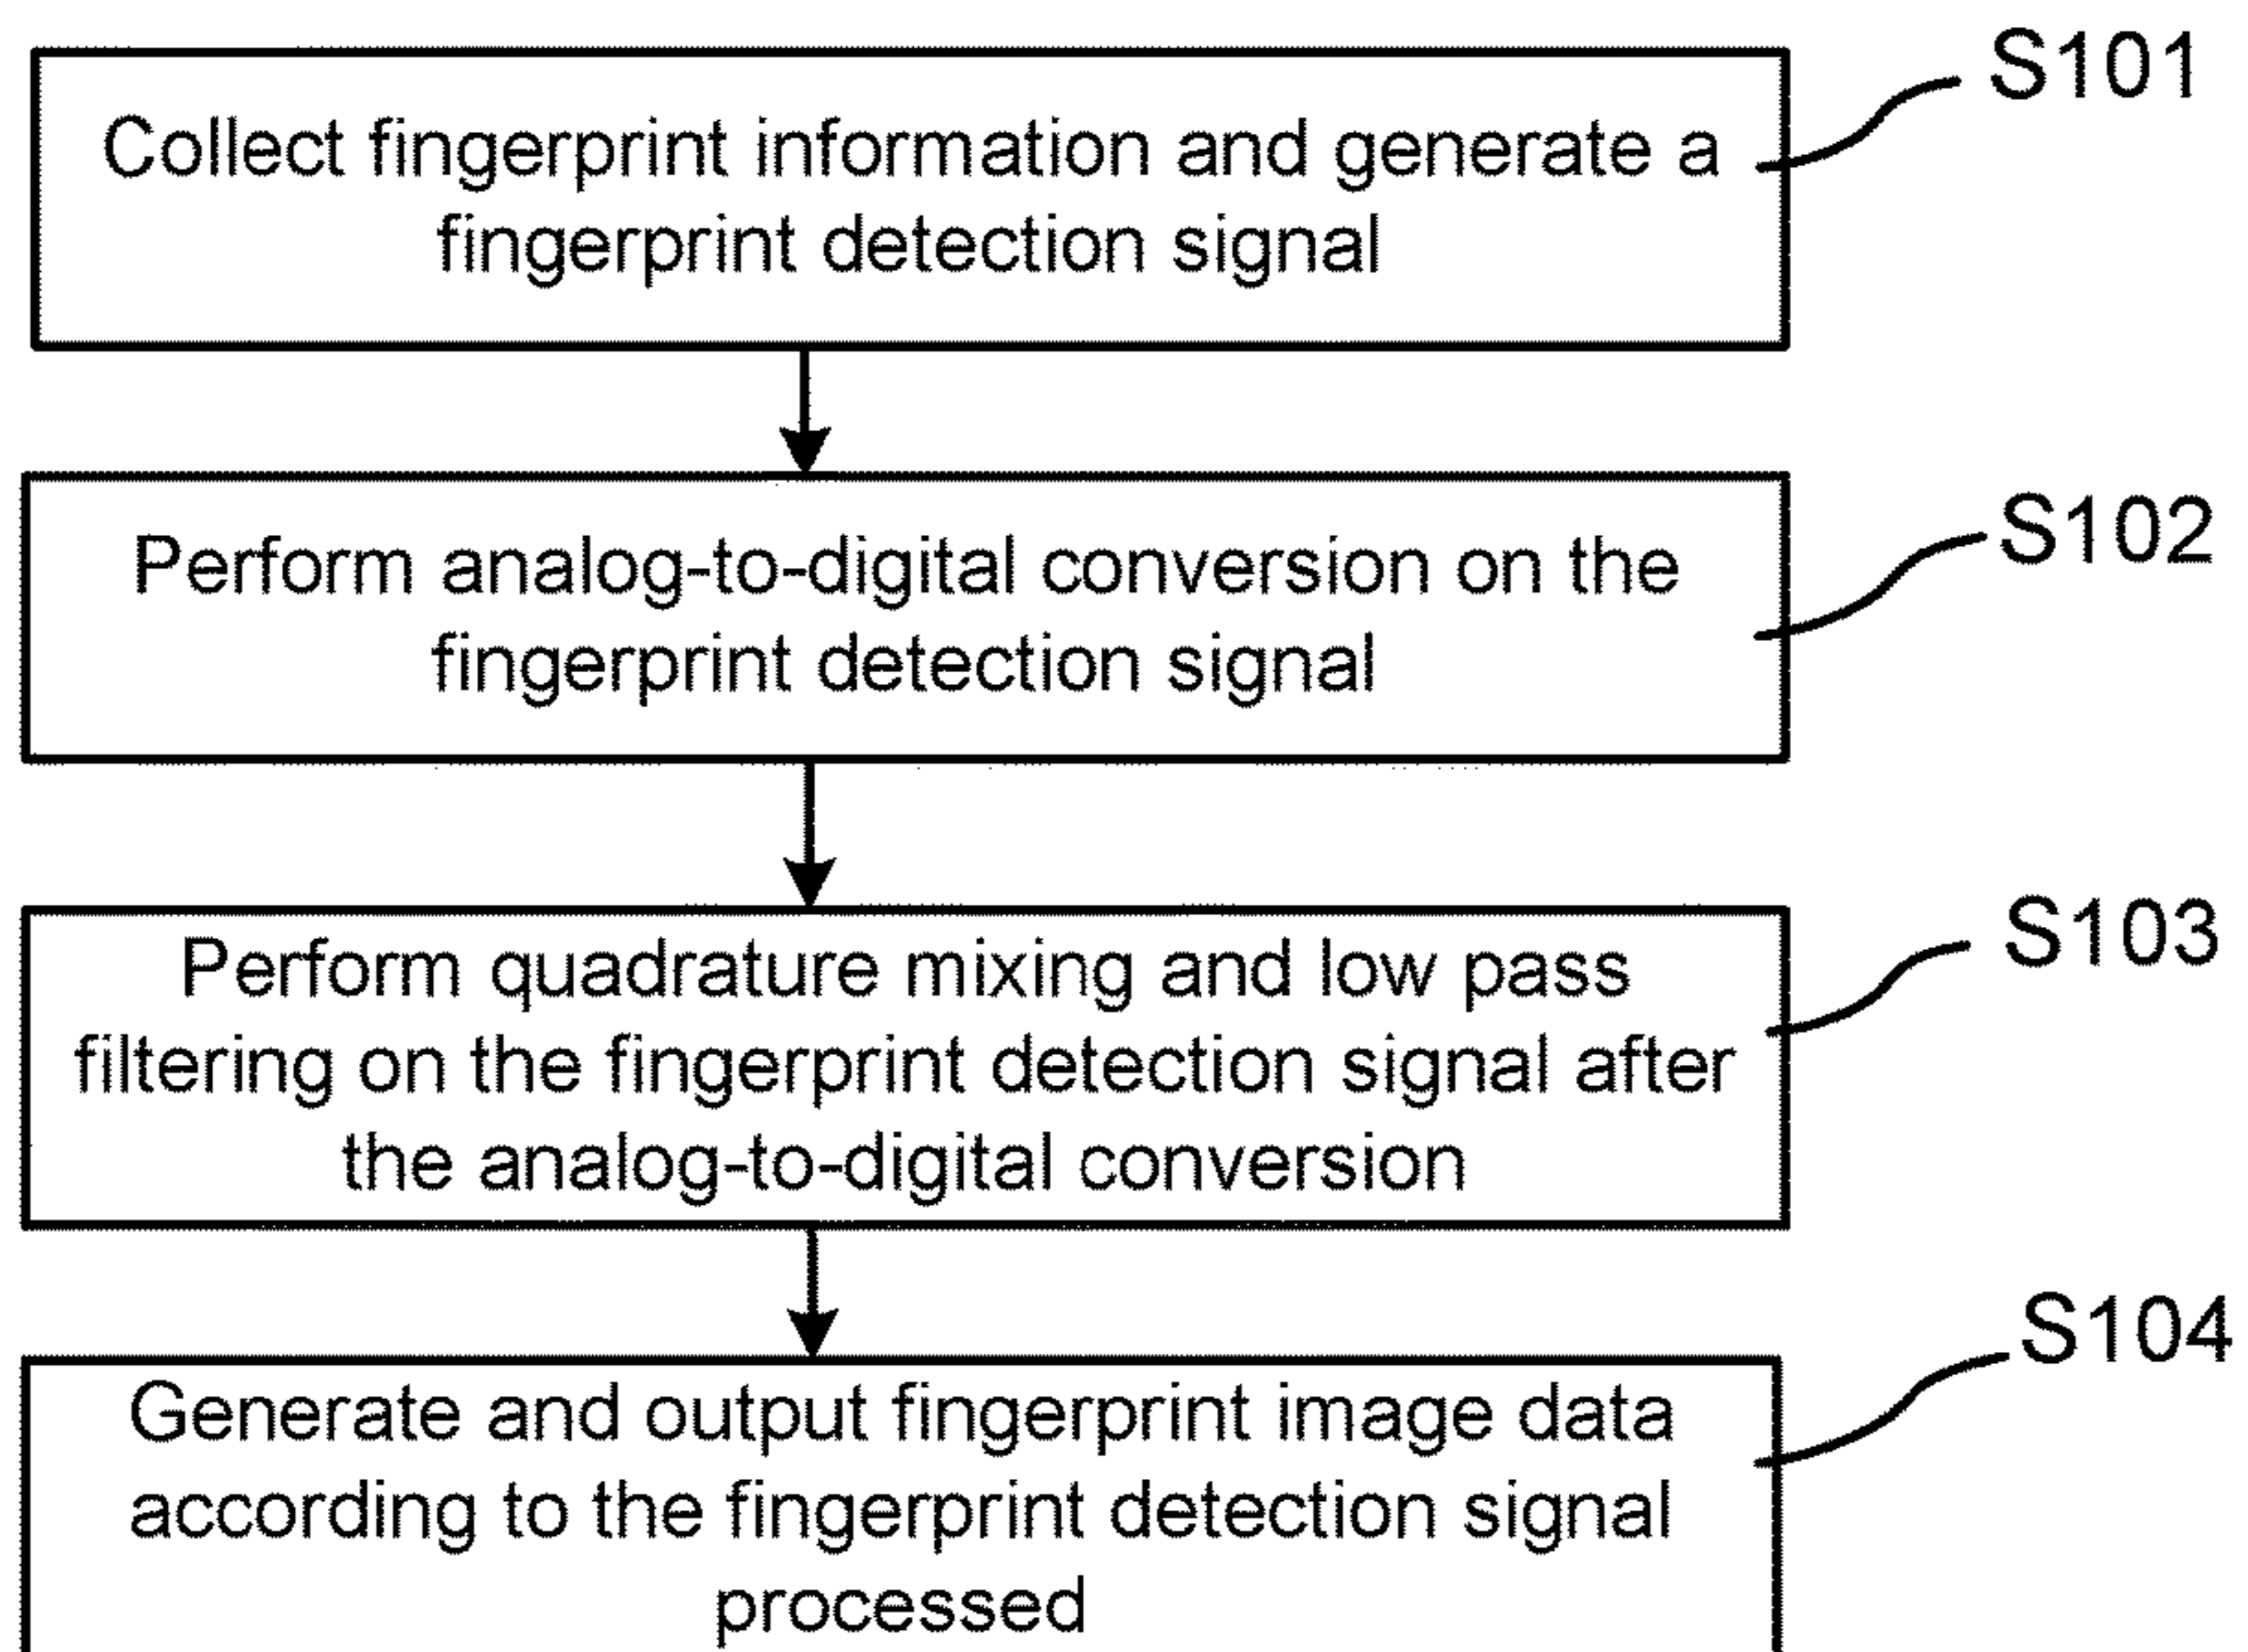 S101
Collect fingerprint information and generate a
fingerprint detection signal
S102
Perform analog-to-digital conversion on the
fingerprint detection signal
S103
Perform quadrature mixing and low pass
filtering on the fingerprint detection signal after
the analog-to-digital conversion
S104
Generate and output fingerprint image data
according to the fingerprint detection signal
processed